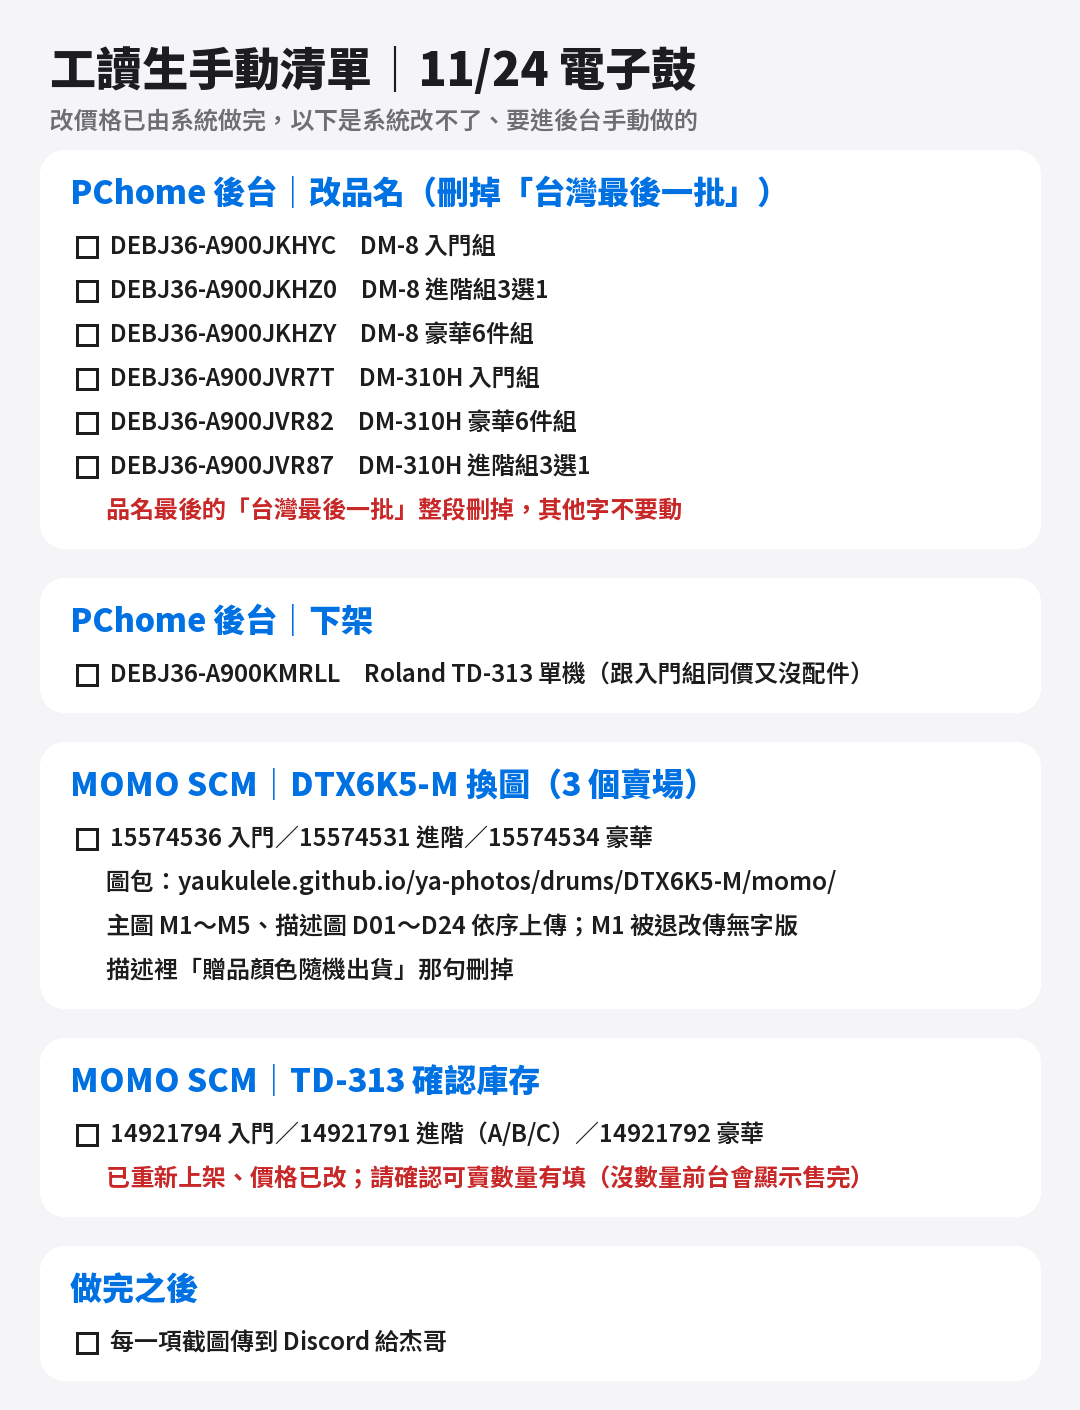 工讀生手動清單｜11/24 電子鼓
改價格已由系統做完，以下是系統改不了、要進後台手動做的
PChome 後台｜改品名（刪掉「台灣最後一批」）
DEBJ36-A900JKHYC　DM-8 入門組
DEBJ36-A900JKHZ0　DM-8 進階組3選1
DEBJ36-A900JKHZY　DM-8 豪華6件組
DEBJ36-A900JVR7T　DM-310H 入門組
DEBJ36-A900JVR82　DM-310H 豪華6件組
DEBJ36-A900JVR87　DM-310H 進階組3選1
品名最後的「台灣最後一批」整段刪掉，其他字不要動
PChome 後台｜下架
DEBJ36-A900KMRLL　Roland TD-313 單機（跟入門組同價又沒配件）
MOMO SCM｜DTX6K5-M 換圖（3 個賣場）
15574536 入門／15574531 進階／15574534 豪華
圖包：yaukulele.github.io/ya-photos/drums/DTX6K5-M/momo/
主圖 M1～M5、描述圖 D01～D24 依序上傳；M1 被退改傳無字版
描述裡「贈品顏色隨機出貨」那句刪掉
MOMO SCM｜TD-313 確認庫存
14921794 入門／14921791 進階（A/B/C）／14921792 豪華
已重新上架、價格已改；請確認可賣數量有填（沒數量前台會顯示售完）
做完之後
每一項截圖傳到 Discord 給杰哥